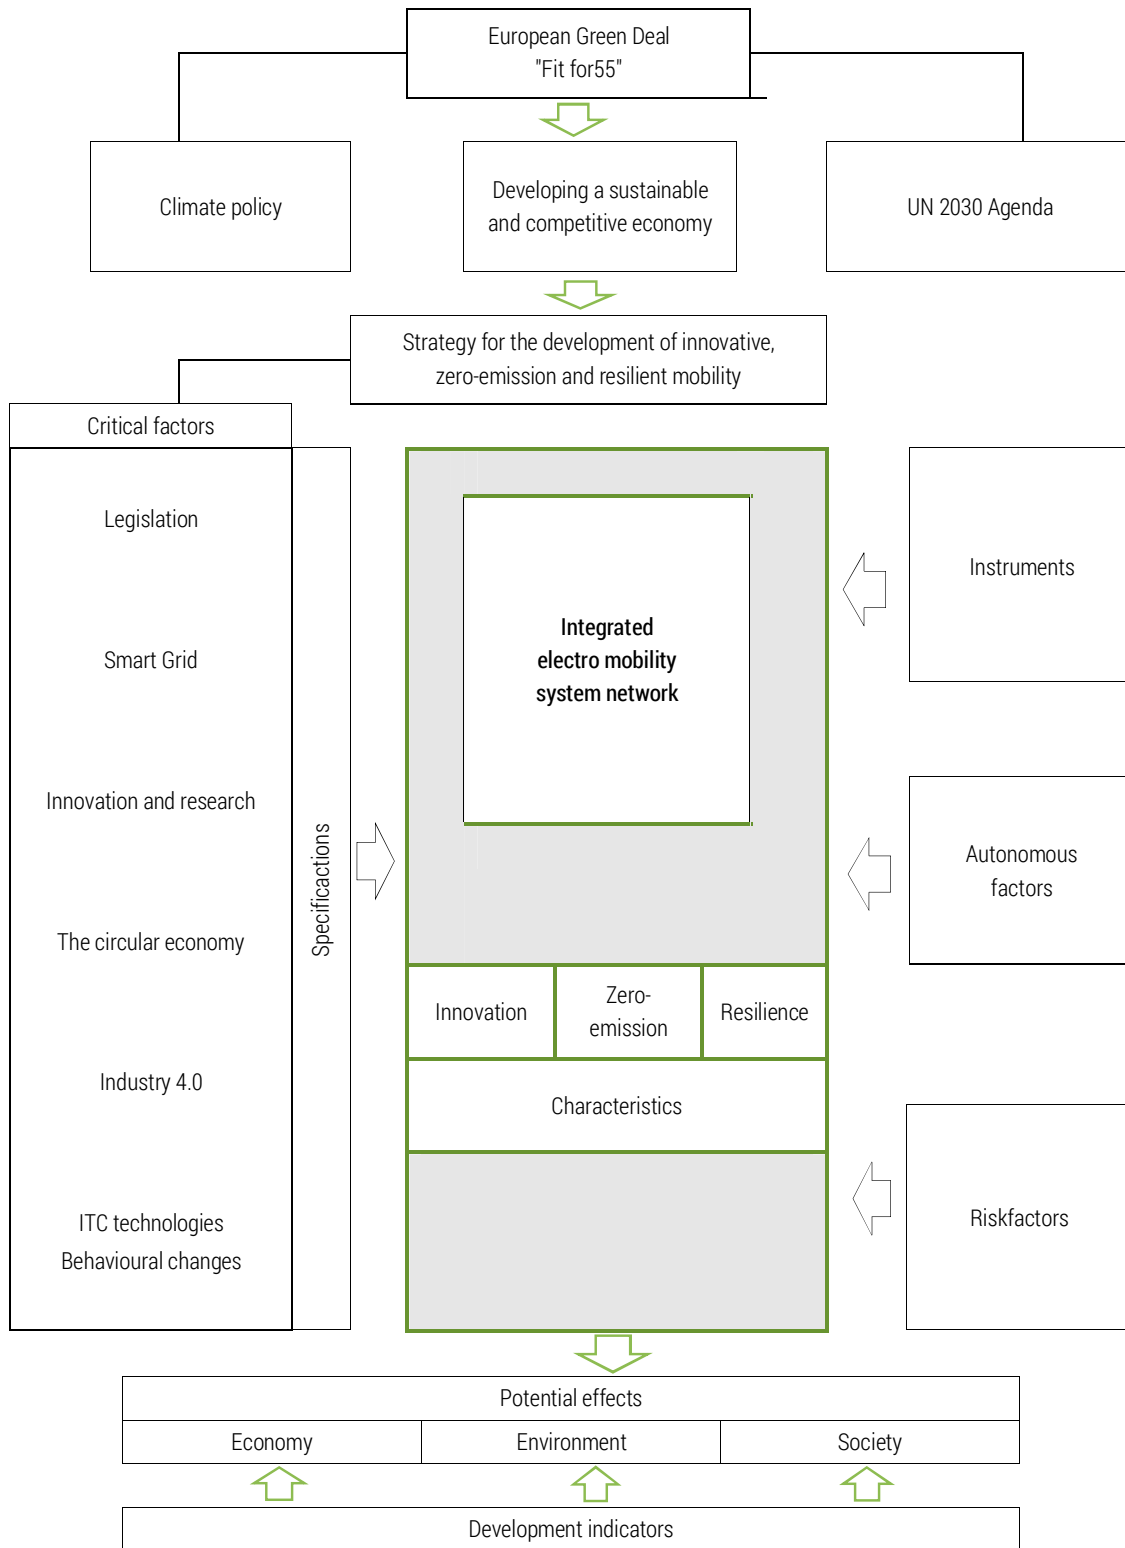 European Green Deal
"Fit for55"
Climate policy
Developing a sustainable
and competitive economy
UN 2030 Agenda
Strategy for the development of innovative,
zero-emission and resilient mobility
Critical factors
Legislation
Smart Grid
Innovation and research
The circular economy
Industry 4.0
ITC technologies
Behavioural changes
Specificactions
Integrated
electro mobility
system network
Innovation
Zero-
emission
Resilience
Characteristics
Instruments
Autonomous
factors
Riskfactors
Potential effects
Economy
Environment
Society
Development indicators